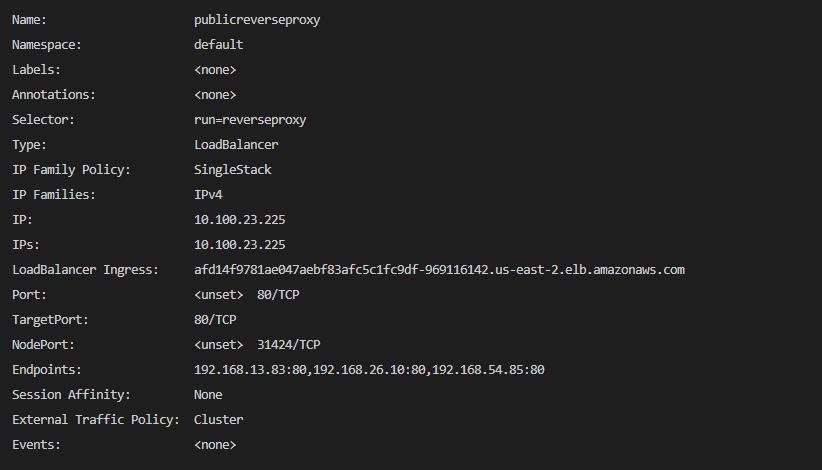 Name: publicreverseproxy
Namespace: default
Labels: <none>
Annotations: <none>
Selector: run=reverseproxy
Type: LoadBalancer
IP Family Policy: SingleStack
IP Families: IPv4
IP: 10.100.23.225
IPs: 10.100.23.225
LoadBalancer Ingress: afd14f9781ae047aebf83afc5c1fc9df-969116142.us-east-2.elb.amazonaws.com
Port: <unset> 80/TCP
TargetPort: 80/TCP
NodePort: <unset> 31424/TCP
Endpoints: 192.168.13.83:80,192.168.26.10:80,192.168.54.85:80
Session Affinity: None
External Traffic Policy: Cluster
Events: <none>